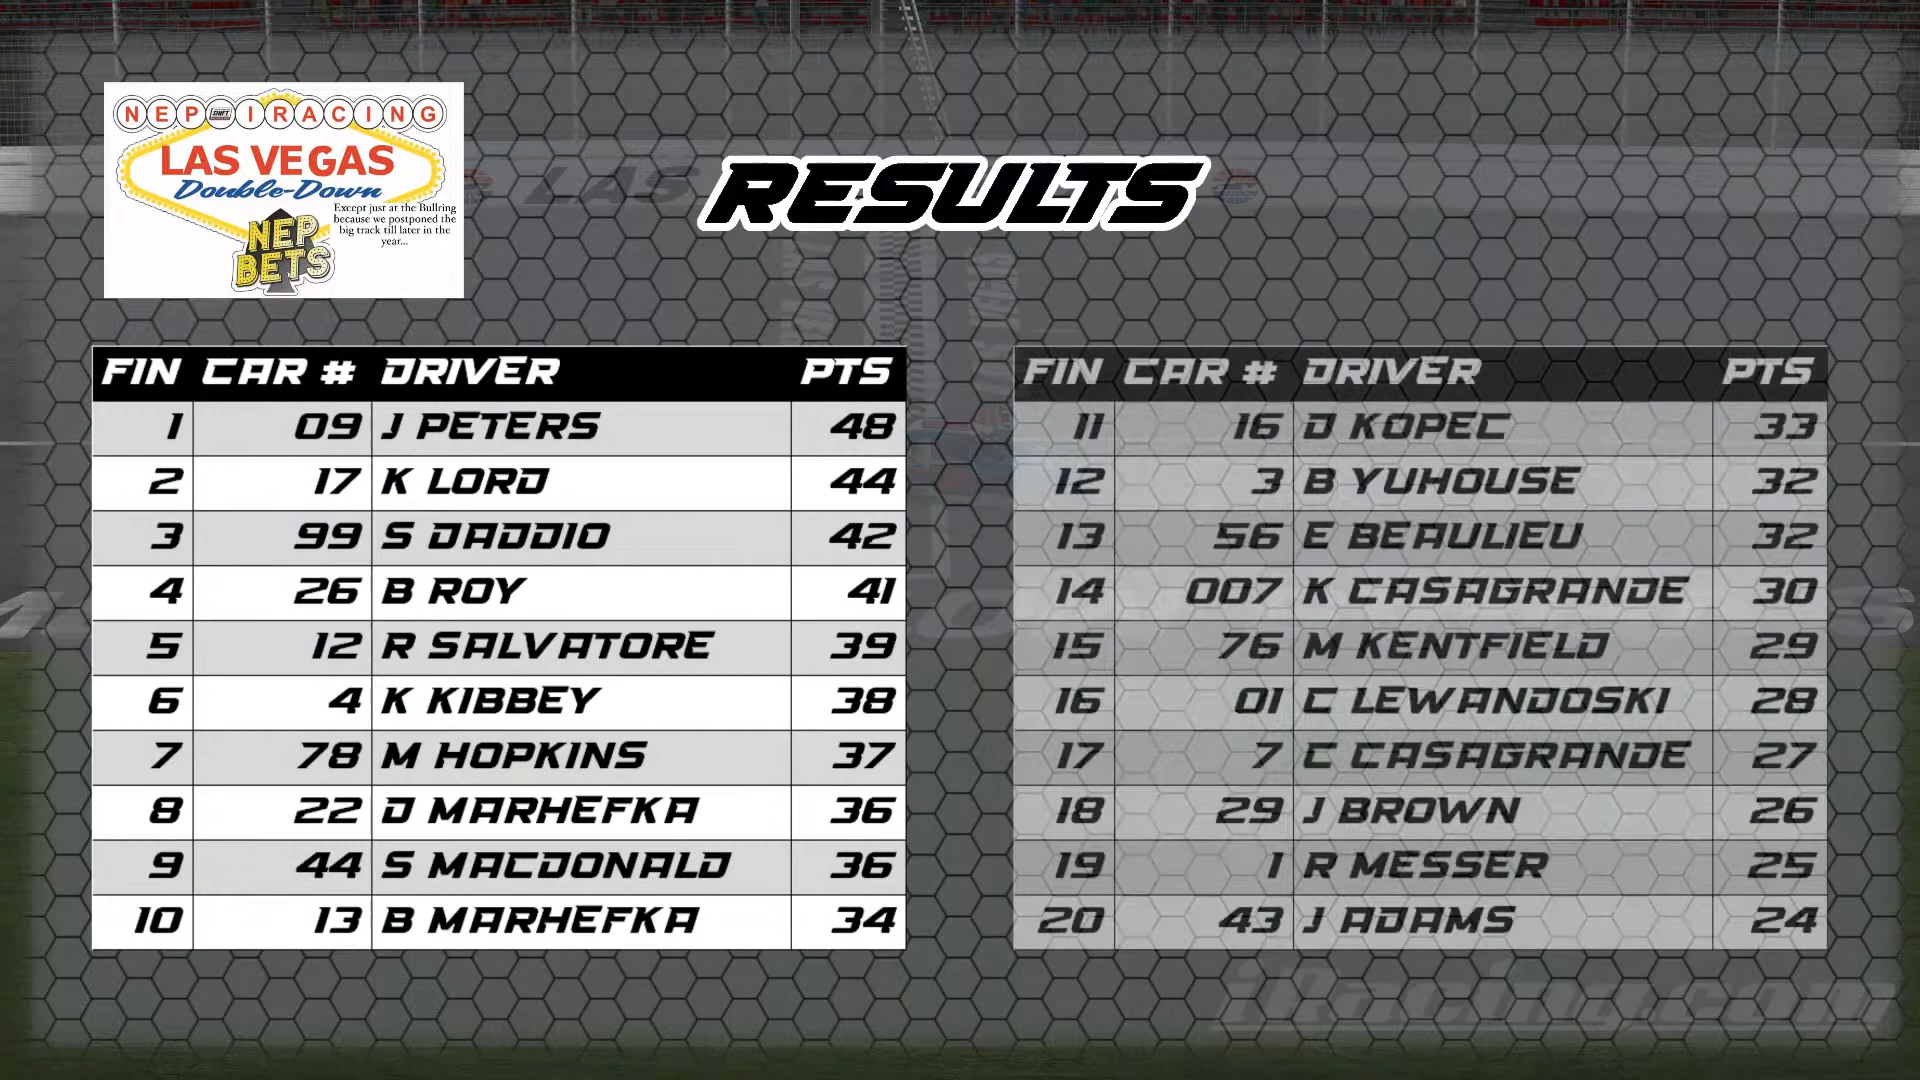 NEP SHIFT IRACING
LAS VEGAS
Double-Down
Except just at the Bullring
because we postponed the
big track till later in the
year...
NEP
BETS
RESULTS
LAS
FIN CAR # DRIVER PTS
1 09 J PETERS 48
2 17 K LORD 44
3 99 S DADDIO 42
4 26 B ROY 41
5 12 R SALVATORE 39
6 4 K KIBBEY 38
7 78 M HOPKINS 37
8 22 D MARHEFKA 36
9 44 S MACDONALD 36
10 13 B MARHEFKA 34
FIN CAR # DRIVER PTS
11 16 D KOPEC 33
12 3 B YUHOUSE 32
13 56 E BEAULIEU 32
14 007 K CASAGRANDE 30
15 76 M KENTFIELD 29
16 01 C LEWANDOSKI 28
17 7 C CASAGRANDE 27
18 29 J BROWN 26
19 1 R MESSER 25
20 43 J ADAMS 24
iRacing.com